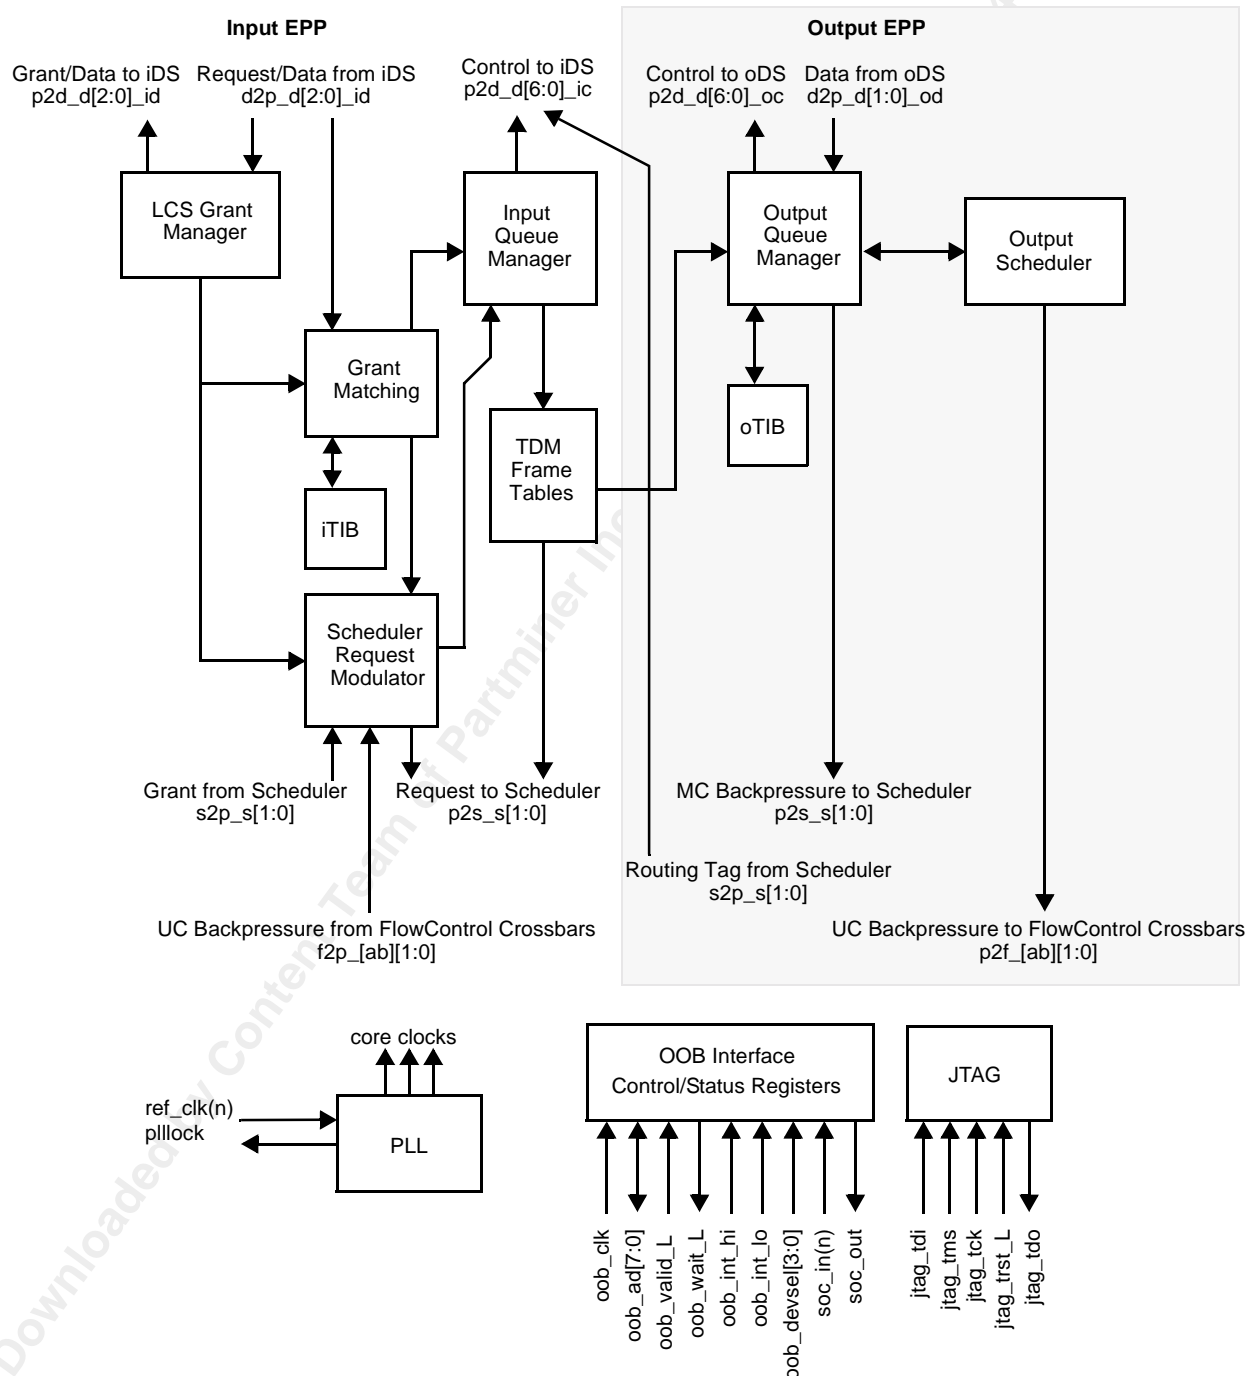 Input EPP
Output EPP
Grant/Data to iDS
p2d_d[2:0]_id
Request/Data from iDS
d2p_d[2:0]_id
Control to iDS
p2d_d[6:0]_ic
Control to oDS
p2d_d[6:0]_oc
Data from oDS
d2p_d[1:0]_od
LCS Grant
Manager
Input
Queue
Manager
Output
Queue
Manager
Output
Scheduler
Grant
Matching
iTIB
TDM
Frame
Tables
oTIB
Scheduler
Request
Modulator
Grant from Scheduler
s2p_s[1:0]
Request to Scheduler
p2s_s[1:0]
MC Backpressure to Scheduler
p2s_s[1:0]
Routing Tag from Scheduler
s2p_s[1:0]
UC Backpressure from FlowControl Crossbars
f2p_[ab][1:0]
UC Backpressure to FlowControl Crossbars
p2f_[ab][1:0]
core clocks
ref_clk(n)
plllock
PLL
OOB Interface
Control/Status Registers
JTAG
oob_clk
oob_ad[7:0]
oob_valid_L
oob_wait_L
oob_int_hi
oob_int_lo
oob_devsel[3:0]
soc_in(n)
soc_out
jtag_tdi
jtag_tms
jtag_tck
jtag_trst_L
jtag_tdo
Downloaded by Content Team of Partminer Inc